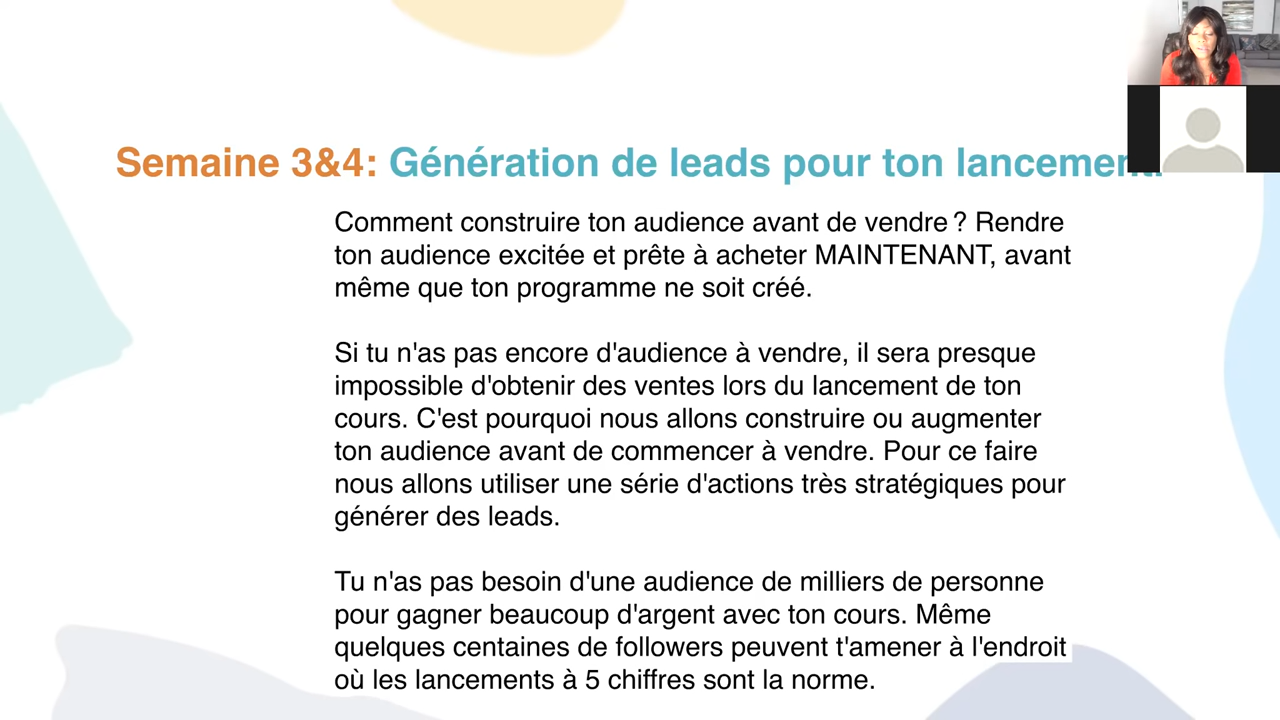 Semaine 3&4: Génération de leads pour ton lancement.
Comment construire ton audience avant de vendre ? Rendre
ton audience excitée et prête à acheter MAINTENANT, avant
même que ton programme ne soit créé.
Si tu n'as pas encore d'audience à vendre, il sera presque
impossible d'obtenir des ventes lors du lancement de ton
cours. C'est pourquoi nous allons construire ou augmenter
ton audience avant de commencer à vendre. Pour ce faire
nous allons utiliser une série d'actions très stratégiques pour
générer des leads.
Tu n'as pas besoin d'une audience de milliers de personne
pour gagner beaucoup d'argent avec ton cours. Même
quelques centaines de followers peuvent t'amener à l'endroit
où les lancements à 5 chiffres sont la norme.